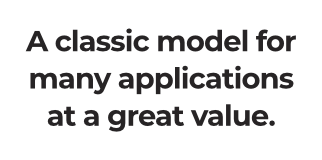 A classic model for
many applications
at a great value.